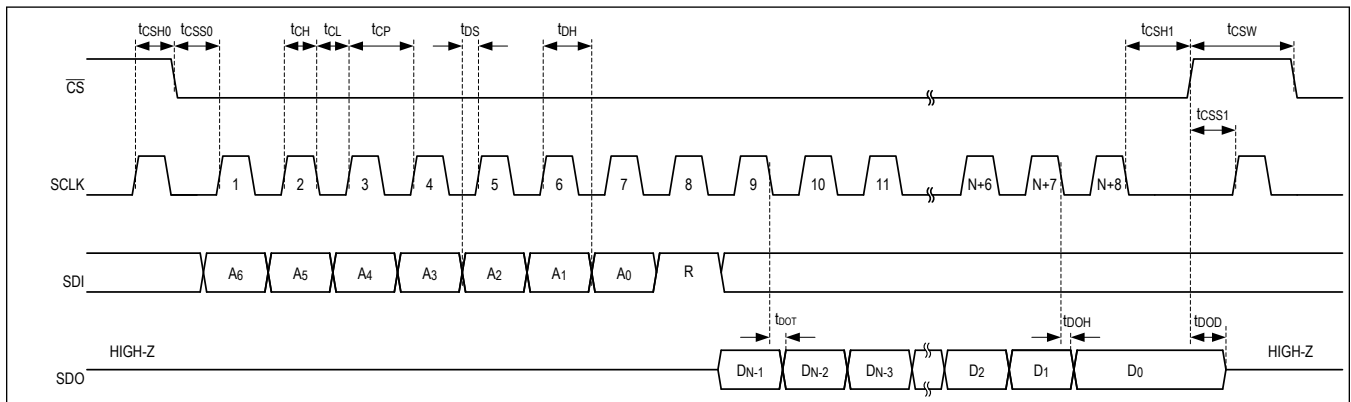 tCSH0 tCSS0 tCH tCL tCP tDS tDH tCSH1 tCSW
CS
tCSS1
SCLK 1 2 3 4 5 6 7 8 9 10 11 N+6 N+7 N+8
SDI A6 A5 A4 A3 A2 A1 A0 R
tDOT tDOH tDOD
HIGH-Z HIGH-Z
SDO DN-1 DN-2 DN-3 D2 D1 D0